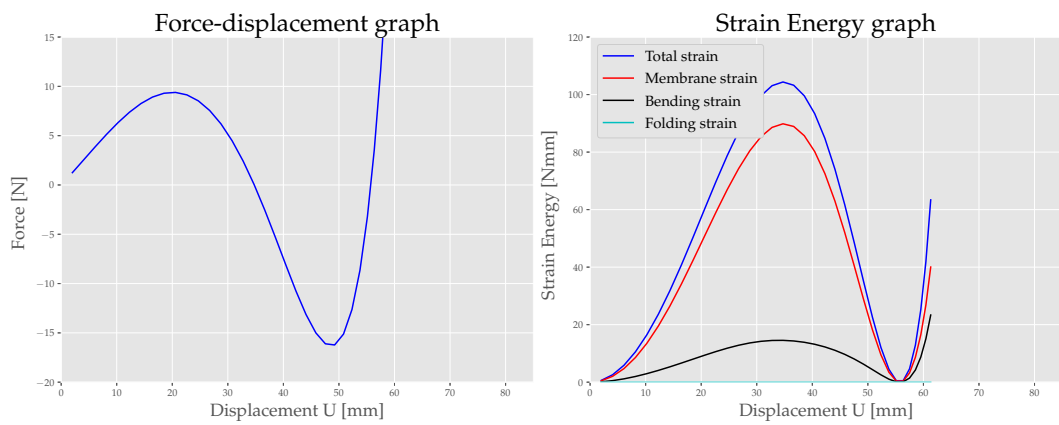 Force-displacement graph
15
10
5
0
−5
−10
−15
−20
Force [N]
0 10 20 30 40 50 60 70 80
Displacement U [mm]
Strain Energy graph
Total strain
Membrane strain
Bending strain
Folding strain
120
100
80
60
40
20
0
Strain Energy [Nmm]
0 10 20 30 40 50 60 70 80
Displacement U [mm]